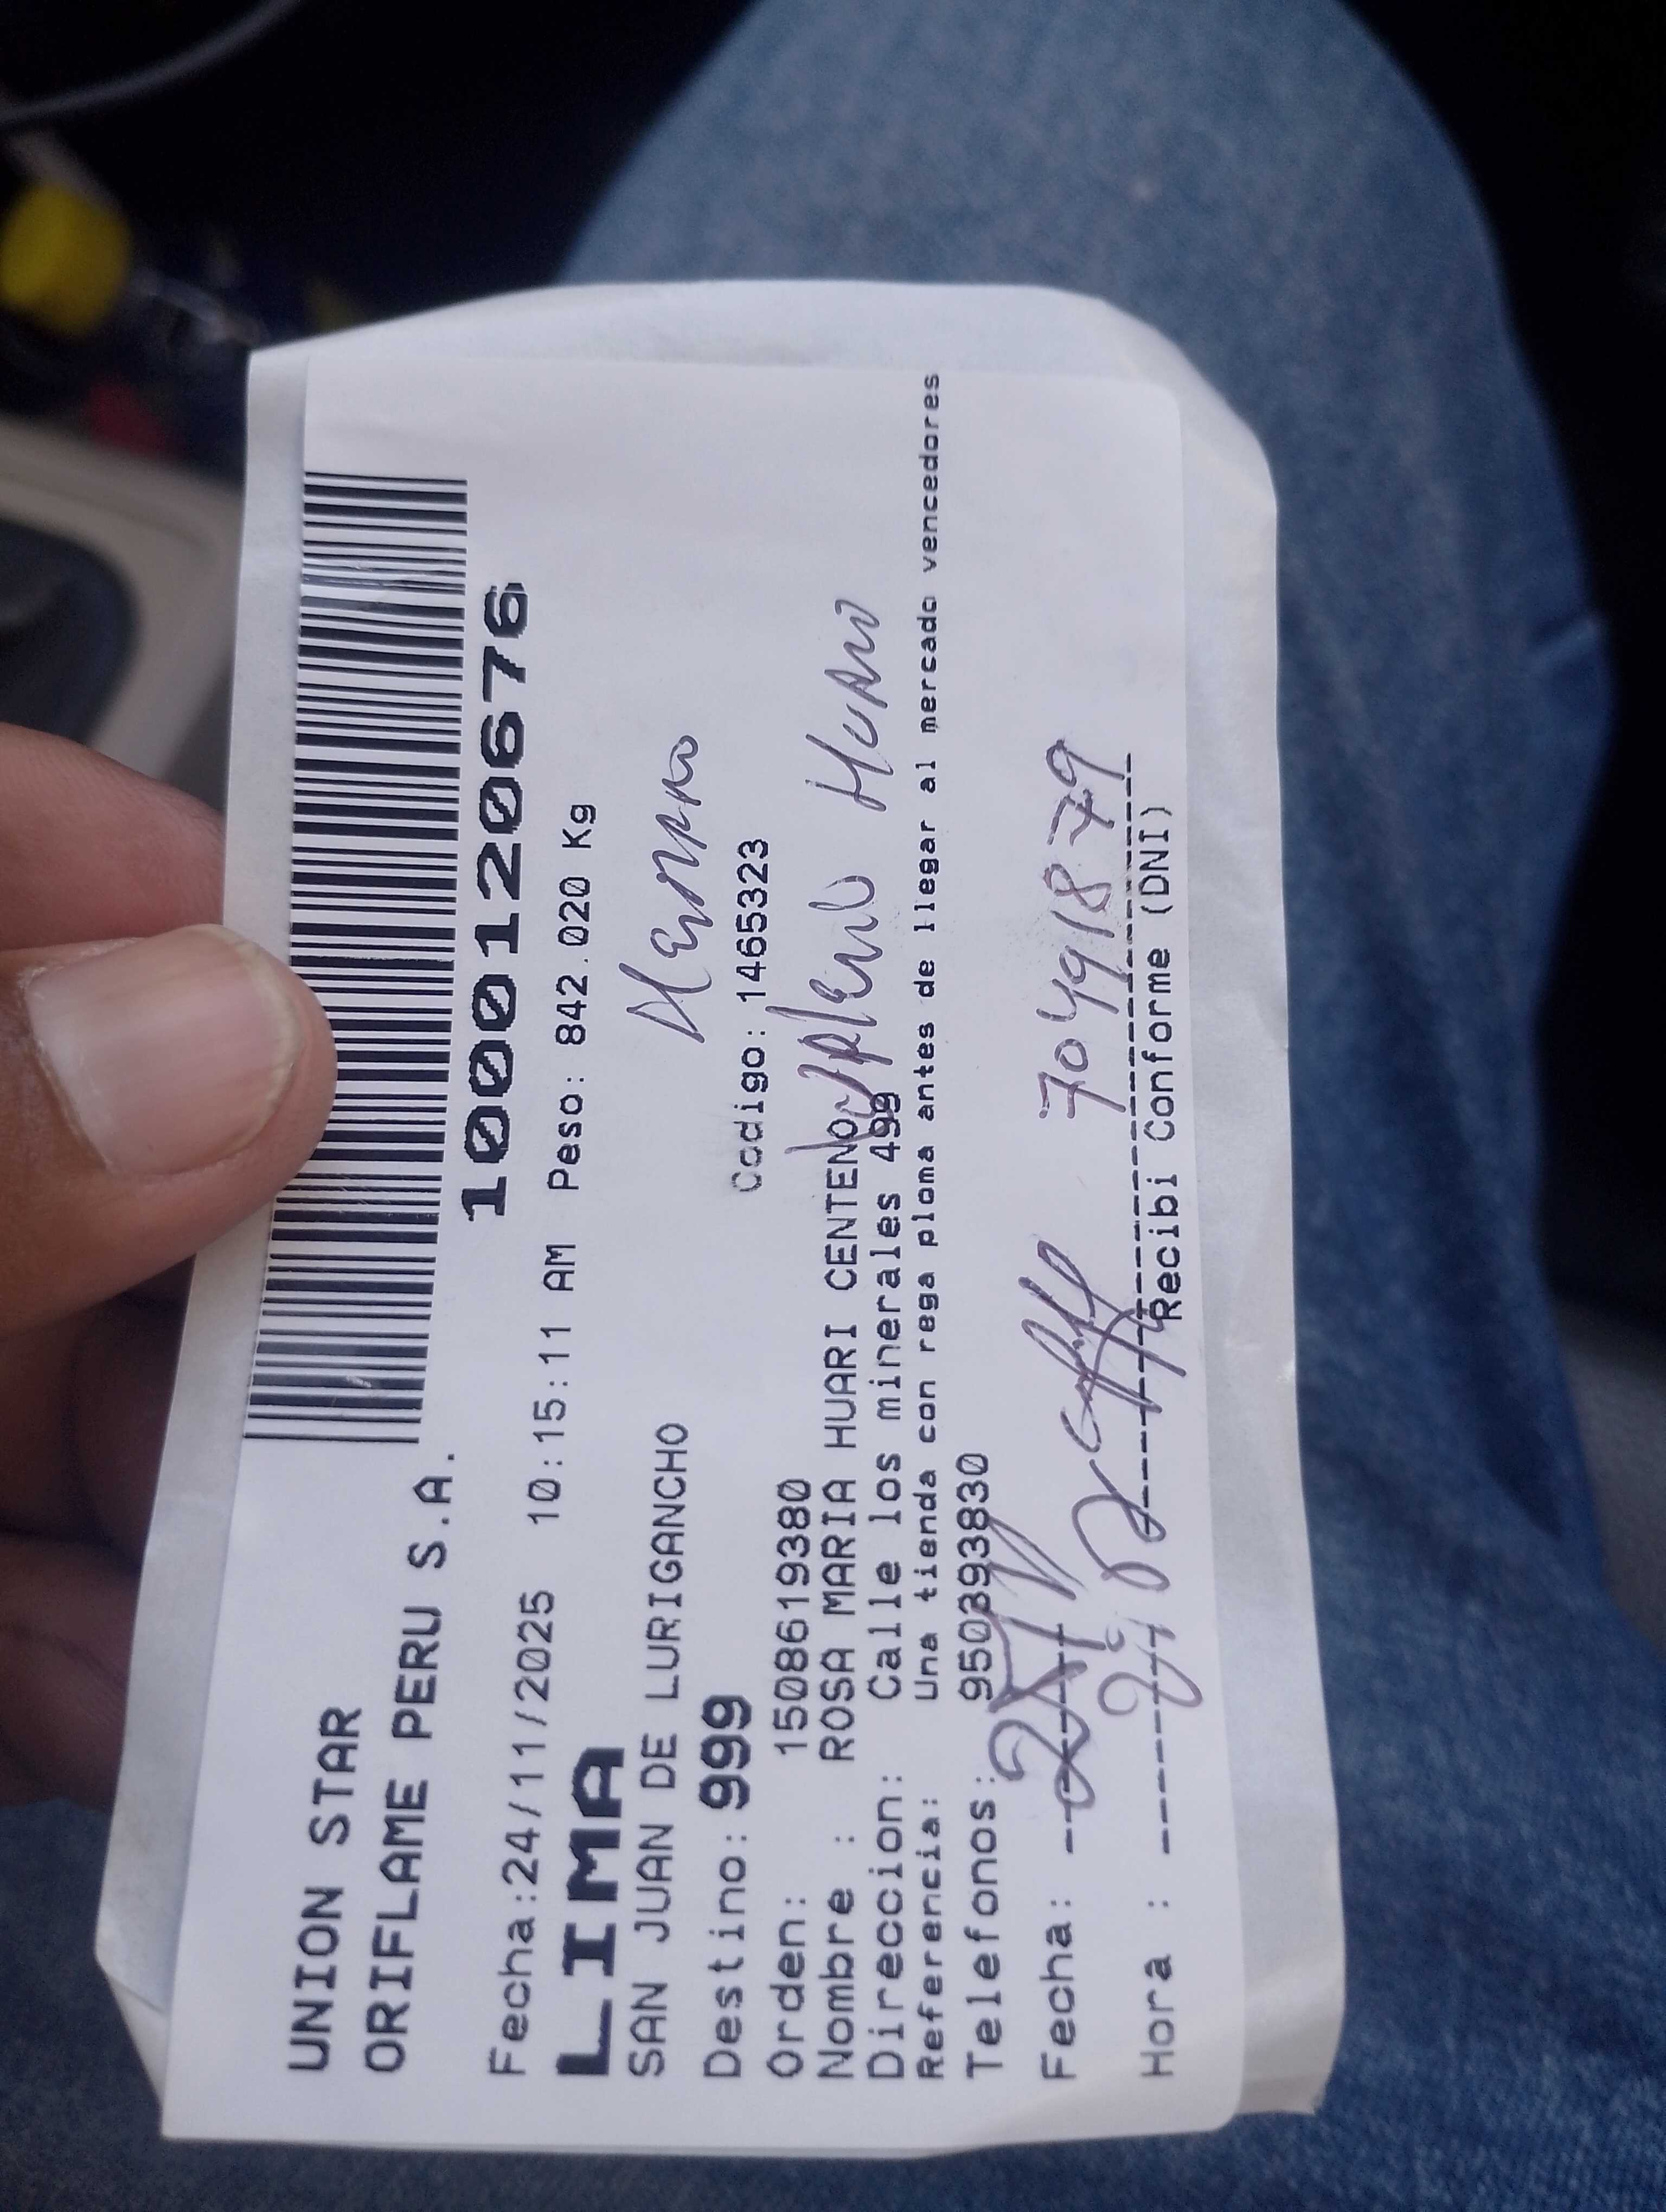 UNION STAR
ORIFLAME PERU S.A.
1000120676
Fecha:24/11/2025 10:15:11 AM Peso: 842.020 Kg
LIMA
SAN JUAN DE LURIGANCHO
Destino: 999 Codigo: 1465323
Orden: 1508619380
Nombre : ROSA MARIA HUARI CENTENO
Direccion: Calle los minerales 499
Referencia: Una tienda con rega ploma antes de llegar al mercado vencedores
Telefonos: 950393830
Fecha: 70491879
Hora : Recibi Conforme (DNI)